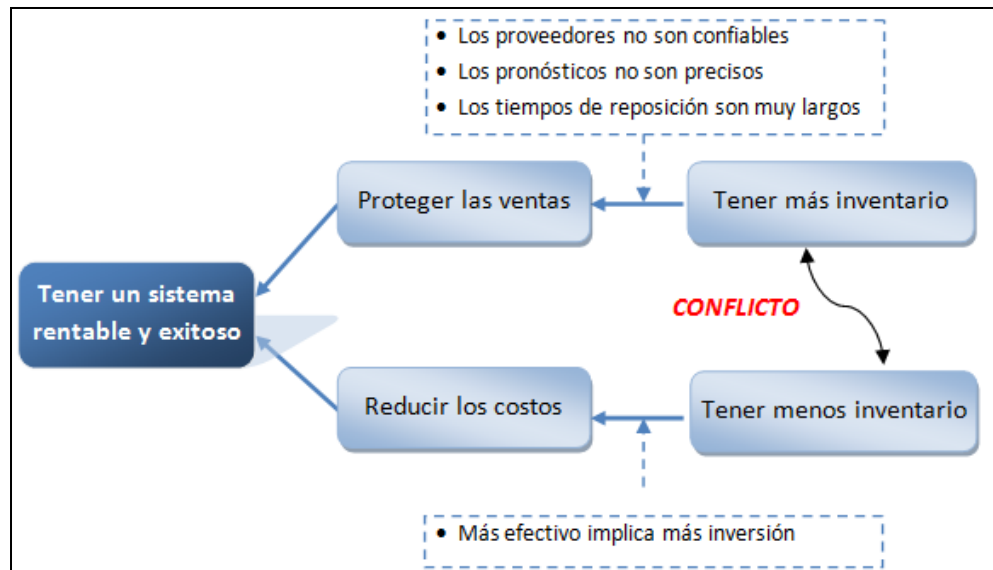 • Los proveedores no son confiables
• Los pronósticos no son precisos
• Los tiempos de reposición son muy largos
Proteger las ventas
Tener más inventario
Tener un sistema
rentable y exitoso
CONFLICTO
Reducir los costos
Tener menos inventario
• Más efectivo implica más inversión